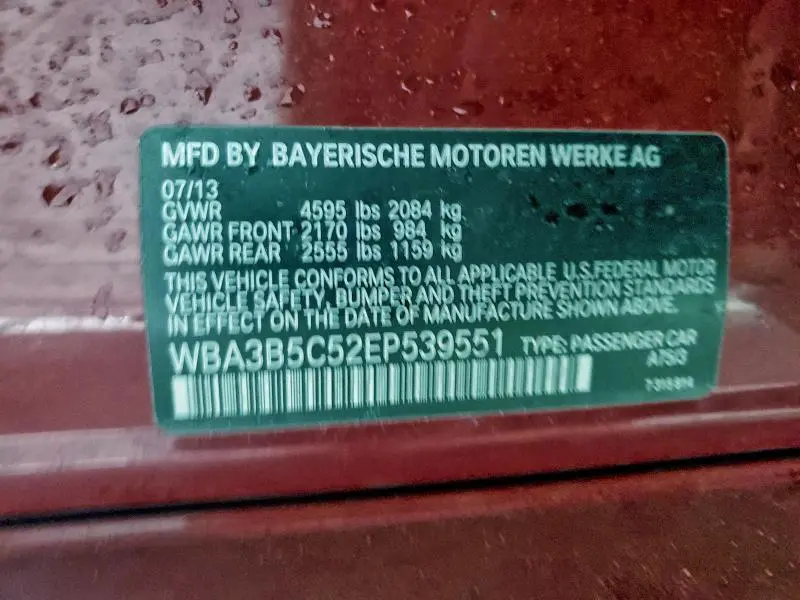 MFD BY BAYERISCHE MOTOREN WERKE AG
07/13
GVWR 4595 lbs 2084 kg
GAWR FRONT 2170 lbs 984 kg
GAWR REAR 2555 lbs 1159 kg
THIS VEHICLE CONFORMS TO ALL APPLICABLE U.S.FEDERAL MOTOR
VEHICLE SAFETY, BUMPER AND THEFT PREVENTION STANDARDS
IN EFFECT ON THE DATE OF MANUFACTURE SHOWN ABOVE.
WBA3B5C52EP539551 TYPE: PASSENGER CAR